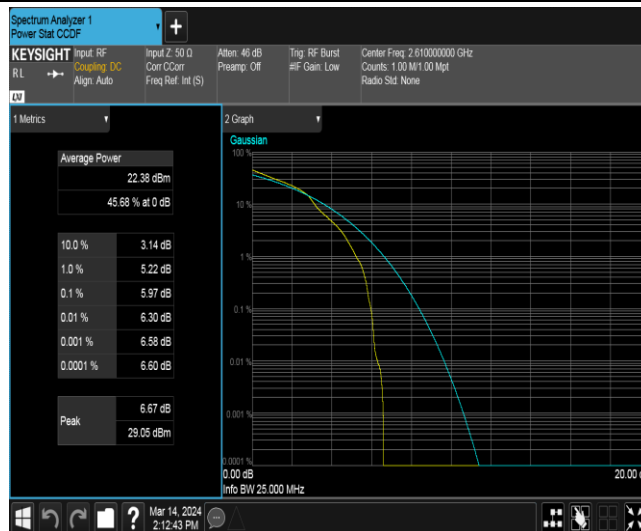 Spectrum Analyzer 1
Power Stat CCDF
+
KEYSIGHT
RL
Input: RF
Coupling: DC
Align: Auto
Input Z: 50 Ω
Corr CCorr
Freq Ref: Int (S)
Atten: 46 dB
Preamp: Off
Trig: RF Burst
#IF Gain: Low
Center Freq: 2.610000000 GHz
Counts: 1.00 M/1.00 Mpt
Radio Std: None
1 Metrics
Average Power
22.38 dBm
45.68 % at 0 dB
10.0 % 3.14 dB
1.0 % 5.22 dB
0.1 % 5.97 dB
0.01 % 6.30 dB
0.001 % 6.58 dB
0.0001 % 6.60 dB
Peak 6.67 dB
29.05 dBm
2 Graph
Gaussian
100 %
10 %
1 %
0.1 %
0.01 %
0.001 %
0.0001 %
0.00 dB
20.00
Info BW 25.000 MHz
?
Mar 14, 2024
2:12:43 PM